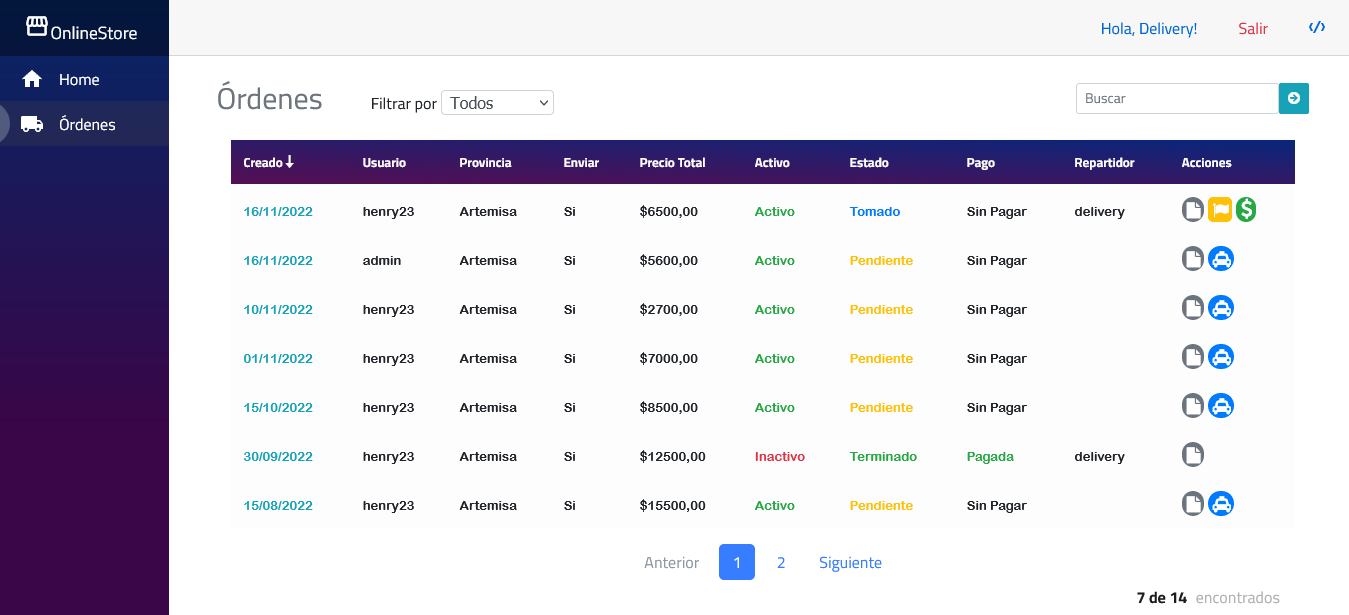 OnlineStore
Hola, Delivery!
Salir
</>
Home
Órdenes
Órdenes
Filtrar por Todos
Buscar
Creado Usuario Provincia Enviar Precio Total Activo Estado Pago Repartidor Acciones
16/11/2022 henry23 Artemisa Si $6500,00 Activo Tomado Sin Pagar delivery $
16/11/2022 admin Artemisa Si $5600,00 Activo Pendiente Sin Pagar
10/11/2022 henry23 Artemisa Si $2700,00 Activo Pendiente Sin Pagar
01/11/2022 henry23 Artemisa Si $7000,00 Activo Pendiente Sin Pagar
15/10/2022 henry23 Artemisa Si $8500,00 Activo Pendiente Sin Pagar
30/09/2022 henry23 Artemisa Si $12500,00 Inactivo Terminado Pagada delivery
15/08/2022 henry23 Artemisa Si $15500,00 Activo Pendiente Sin Pagar
Anterior 1 2 Siguiente
7 de 14 encontrados